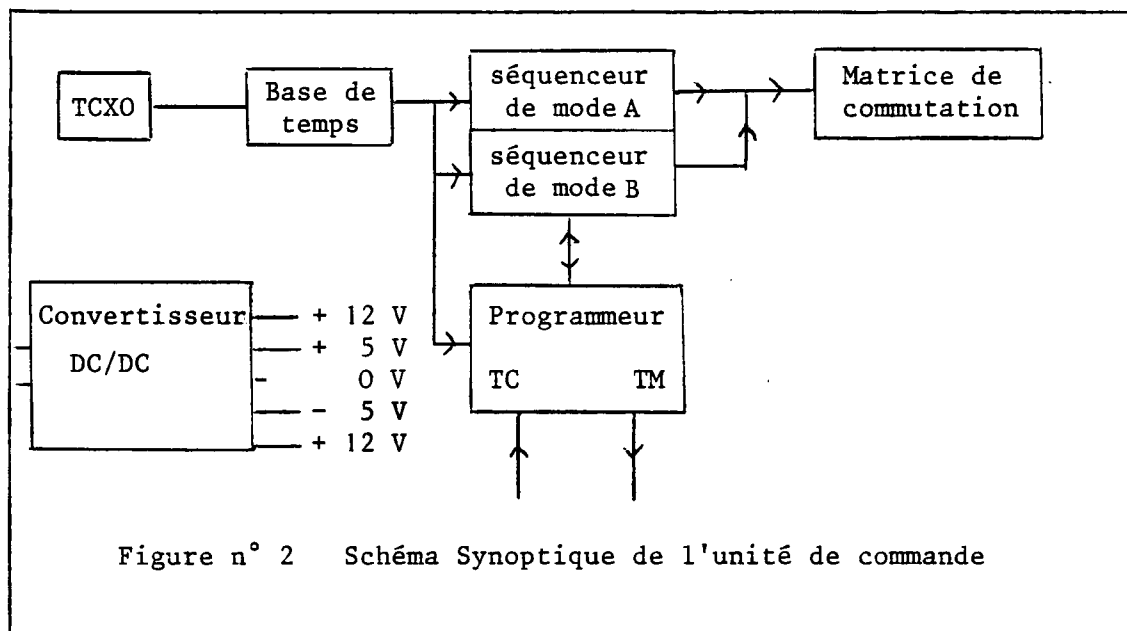 TCXO
Base de
temps
séquenceur
de mode A
séquenceur
de mode B
Matrice de
commutation
Convertisseur
DC/DC
+ 12 V
+ 5 V
- 0 V
- 5 V
+ 12 V
Programmeur
TC TM
Figure n° 2 Schéma Synoptique de l'unité de commande